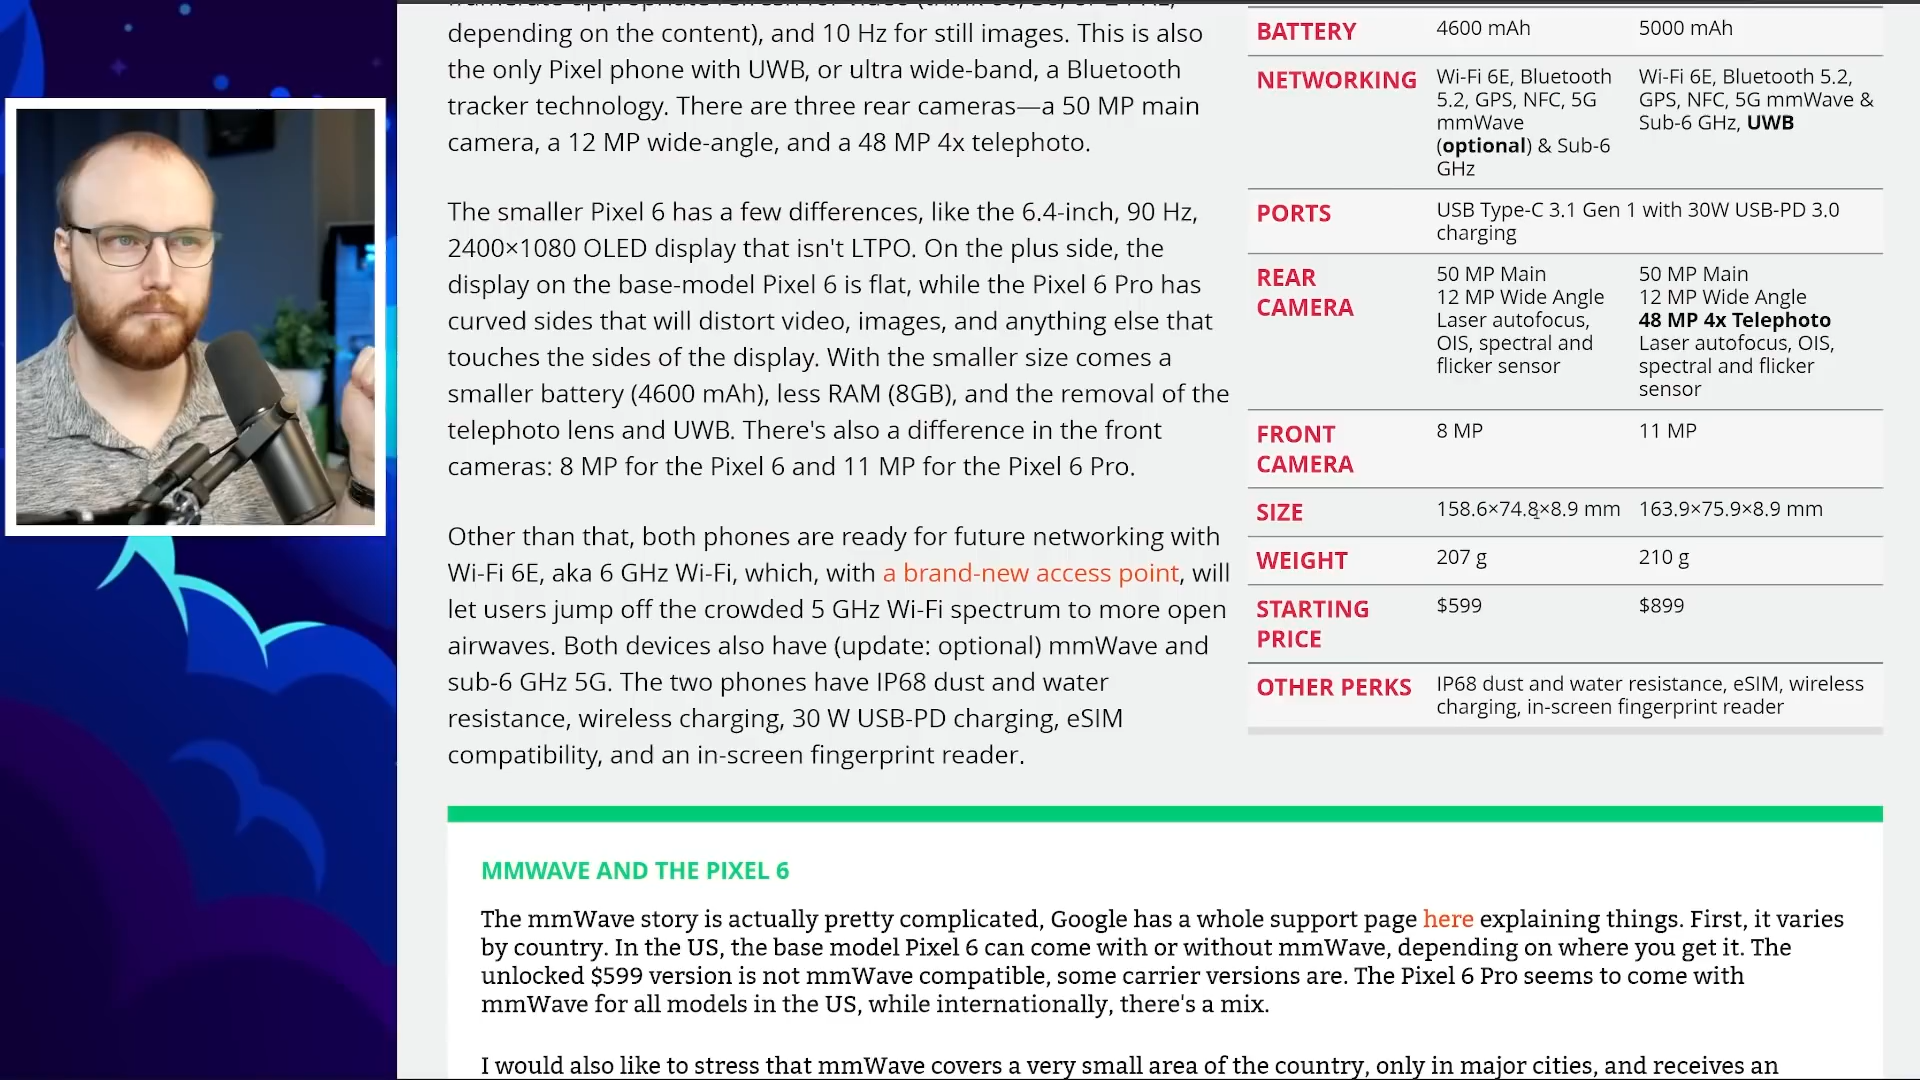 depending on the content), and 10 Hz for still images. This is also
the only Pixel phone with UWB, or ultra wide-band, a Bluetooth
tracker technology. There are three rear cameras—a 50 MP main
camera, a 12 MP wide-angle, and a 48 MP 4x telephoto.
The smaller Pixel 6 has a few differences, like the 6.4-inch, 90 Hz,
2400×1080 OLED display that isn't LTPO. On the plus side, the
display on the base-model Pixel 6 is flat, while the Pixel 6 Pro has
curved sides that will distort video, images, and anything else that
touches the sides of the display. With the smaller size comes a
smaller battery (4600 mAh), less RAM (8GB), and the removal of the
telephoto lens and UWB. There's also a difference in the front
cameras: 8 MP for the Pixel 6 and 11 MP for the Pixel 6 Pro.
Other than that, both phones are ready for future networking with
Wi-Fi 6E, aka 6 GHz Wi-Fi, which, with a brand-new access point, will
let users jump off the crowded 5 GHz Wi-Fi spectrum to more open
airwaves. Both devices also have (update: optional) mmWave and
sub-6 GHz 5G. The two phones have IP68 dust and water
resistance, wireless charging, 30 W USB-PD charging, eSIM
compatibility, and an in-screen fingerprint reader.
BATTERY 4600 mAh 5000 mAh
NETWORKING
Wi-Fi 6E, Bluetooth
5.2, GPS, NFC, 5G
mmWave
(optional) & Sub-6
GHz
Wi-Fi 6E, Bluetooth 5.2,
GPS, NFC, 5G mmWave &
Sub-6 GHz, UWB
PORTS
USB Type-C 3.1 Gen 1 with 30W USB-PD 3.0
charging
REAR
CAMERA
50 MP Main
12 MP Wide Angle
Laser autofocus,
OIS, spectral and
flicker sensor
50 MP Main
12 MP Wide Angle
48 MP 4x Telephoto
Laser autofocus, OIS,
spectral and flicker
sensor
FRONT
CAMERA
8 MP 11 MP
SIZE 158.6×74.8×8.9 mm 163.9×75.9×8.9 mm
WEIGHT 207 g 210 g
STARTING
PRICE
$599 $899
OTHER PERKS
IP68 dust and water resistance, eSIM, wireless
charging, in-screen fingerprint reader
MMWAVE AND THE PIXEL 6
The mmWave story is actually pretty complicated, Google has a whole support page here explaining things. First, it varies
by country. In the US, the base model Pixel 6 can come with or without mmWave, depending on where you get it. The
unlocked $599 version is not mmWave compatible, some carrier versions are. The Pixel 6 Pro seems to come with
mmWave for all models in the US, while internationally, there's a mix.
I would also like to stress that mmWave covers a very small area of the country, only in major cities, and receives an